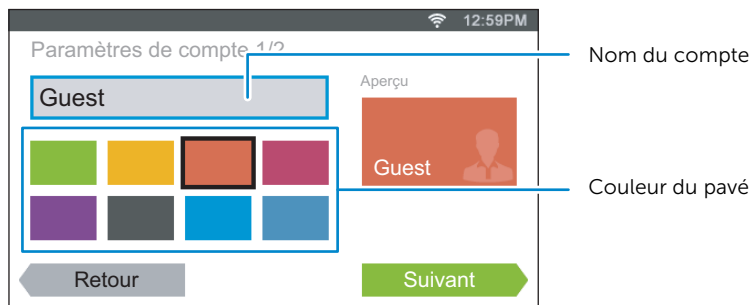 12:59PM
Paramètres de compte 1/2
Nom du compte
Guest
Aperçu
Guest
Couleur du pavé
Retour
Suivant